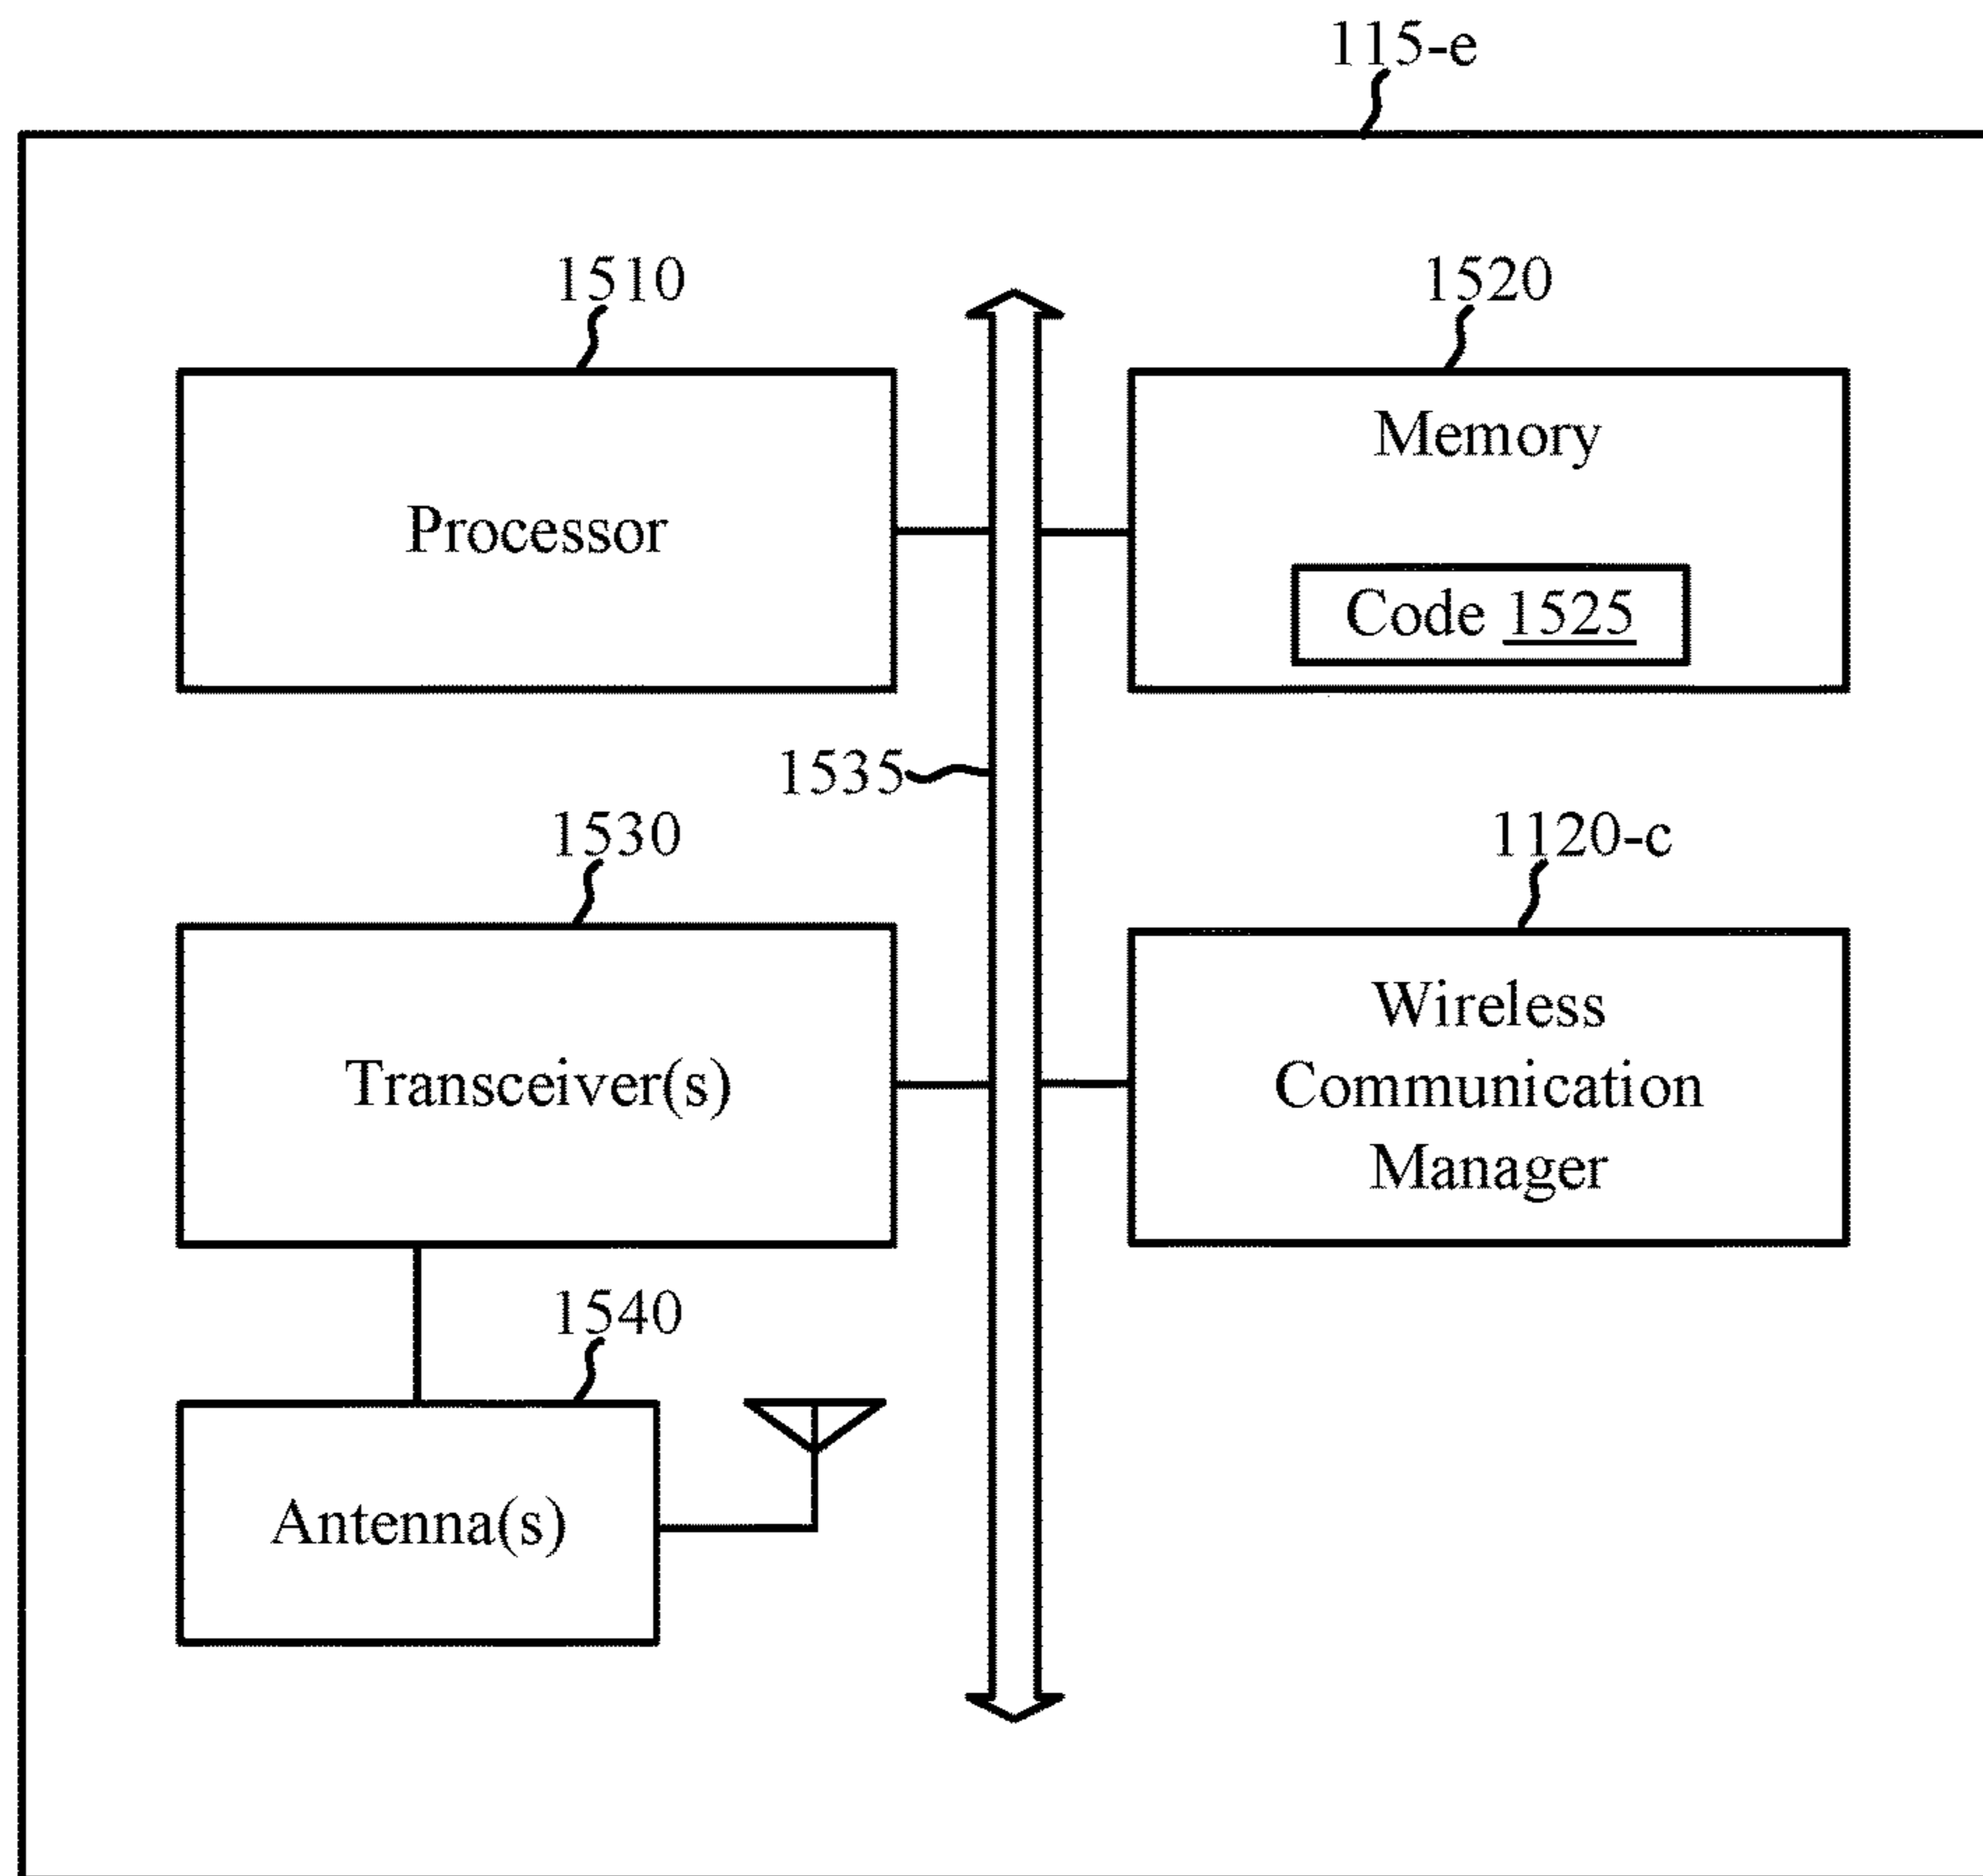 115-e
1510
1520
Processor
Memory
Code 1525
1535
1530
1120-c
Transceiver(s)
Wireless
Communication
Manager
1540
Antenna(s)